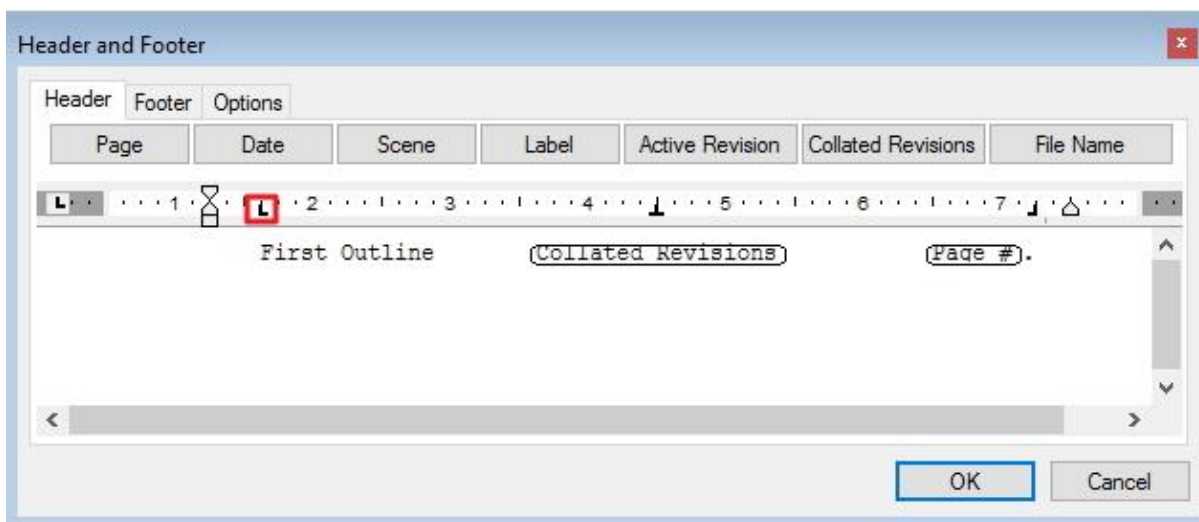 Header and Footer
x
Header Footer Options
Page Date Scene Label Active Revision Collated Revisions File Name
1 2 3 4 5 6 7
First Outline Collated Revisions Page #.
OK Cancel